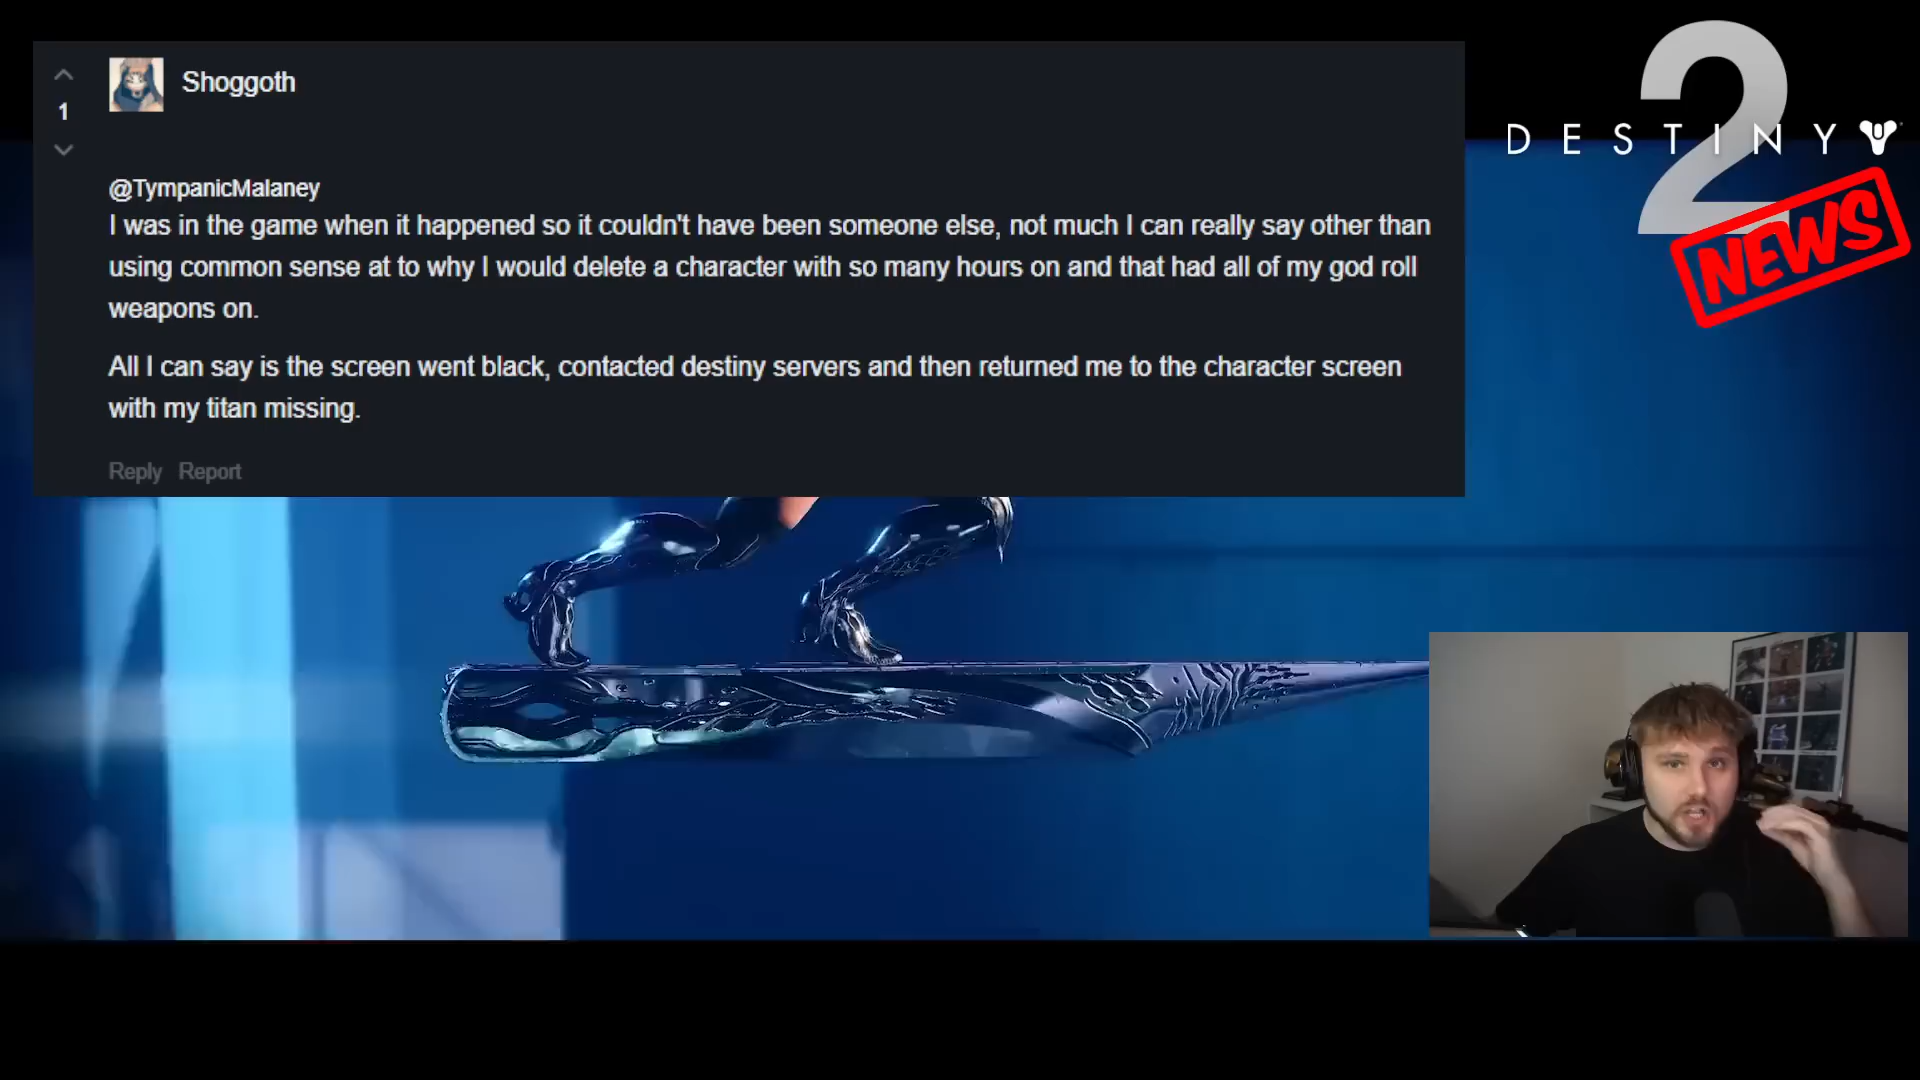 1
Shoggoth
@TympanicMalaney
I was in the game when it happened so it couldn't have been someone else, not much I can really say other than
using common sense at to why I would delete a character with so many hours on and that had all of my god roll
weapons on.
All I can say is the screen went black, contacted destiny servers and then returned me to the character screen
with my titan missing.
Reply Report
2
DESTINY
NEWS